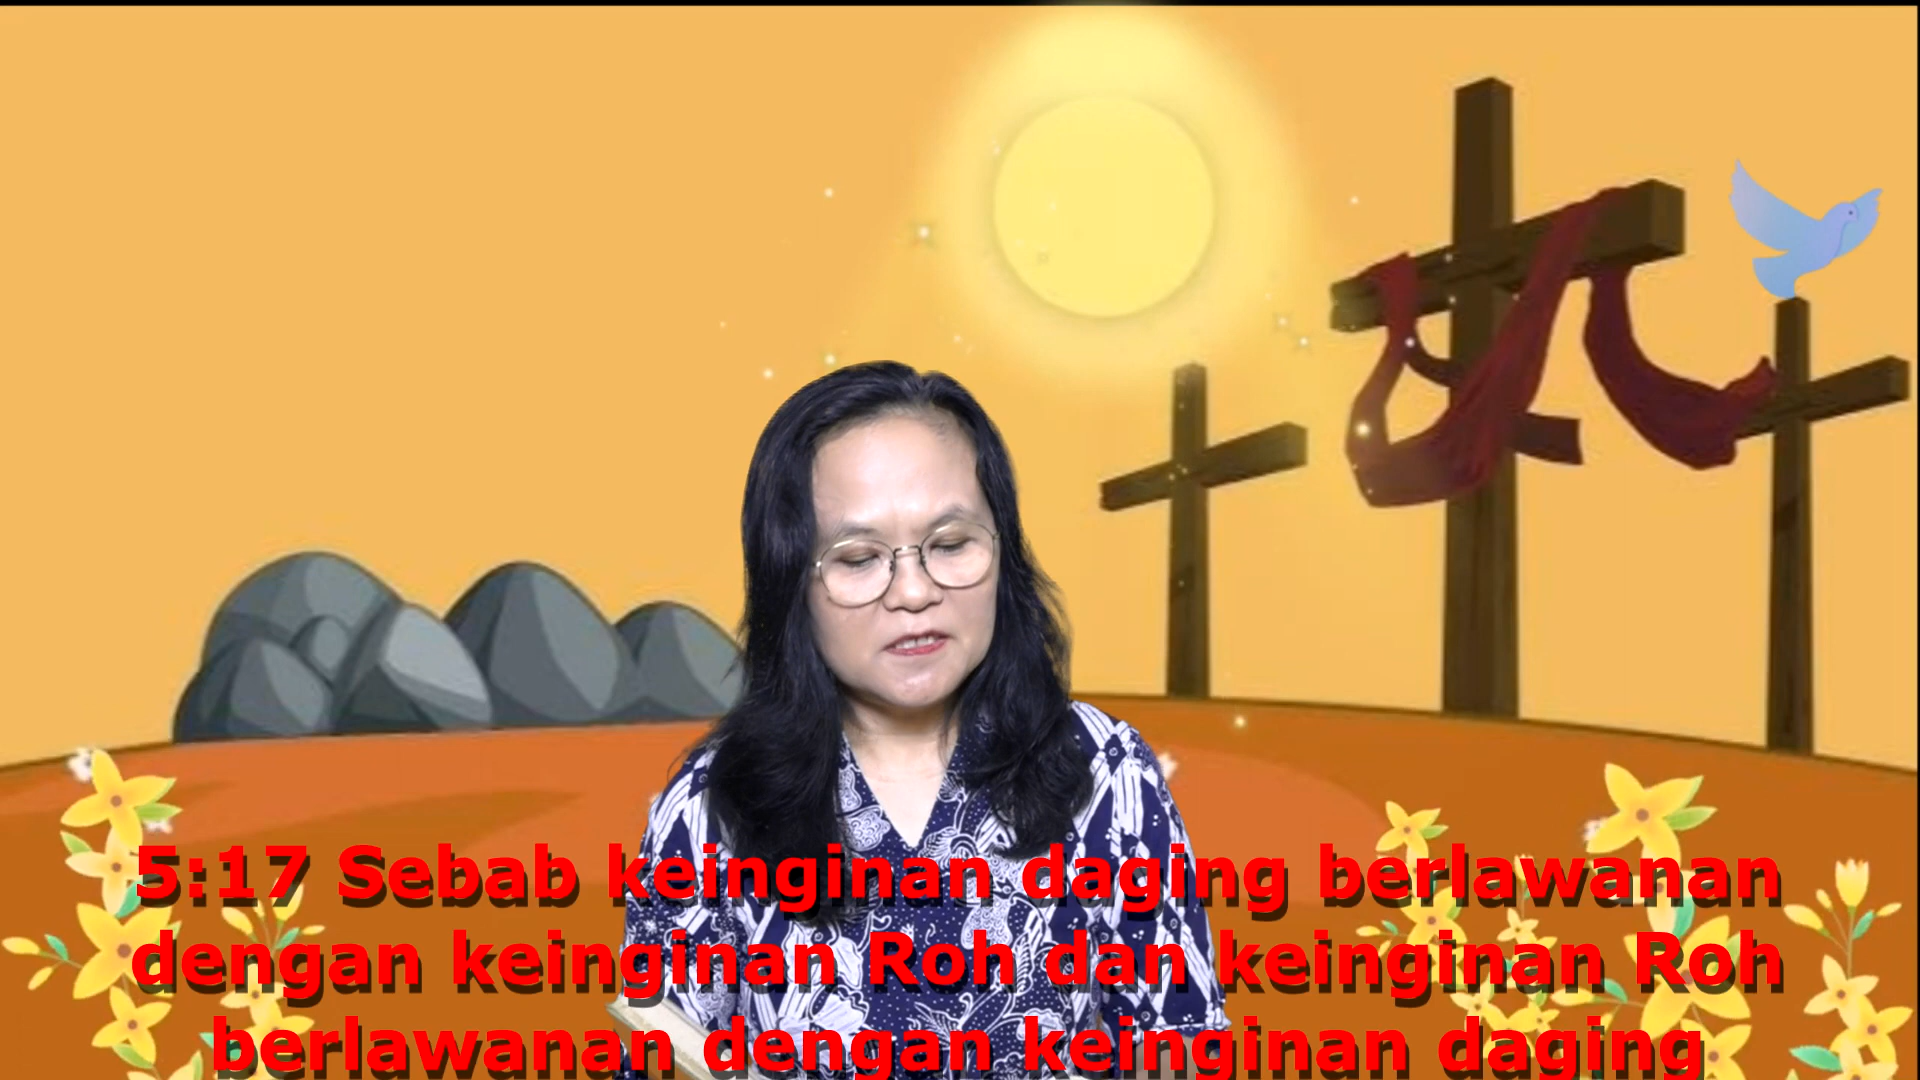 5:17 Sebab keinginan daging berlawanan
dengan keinginan Roh dan keinginan Roh
berlawanan dengan keinginan daging